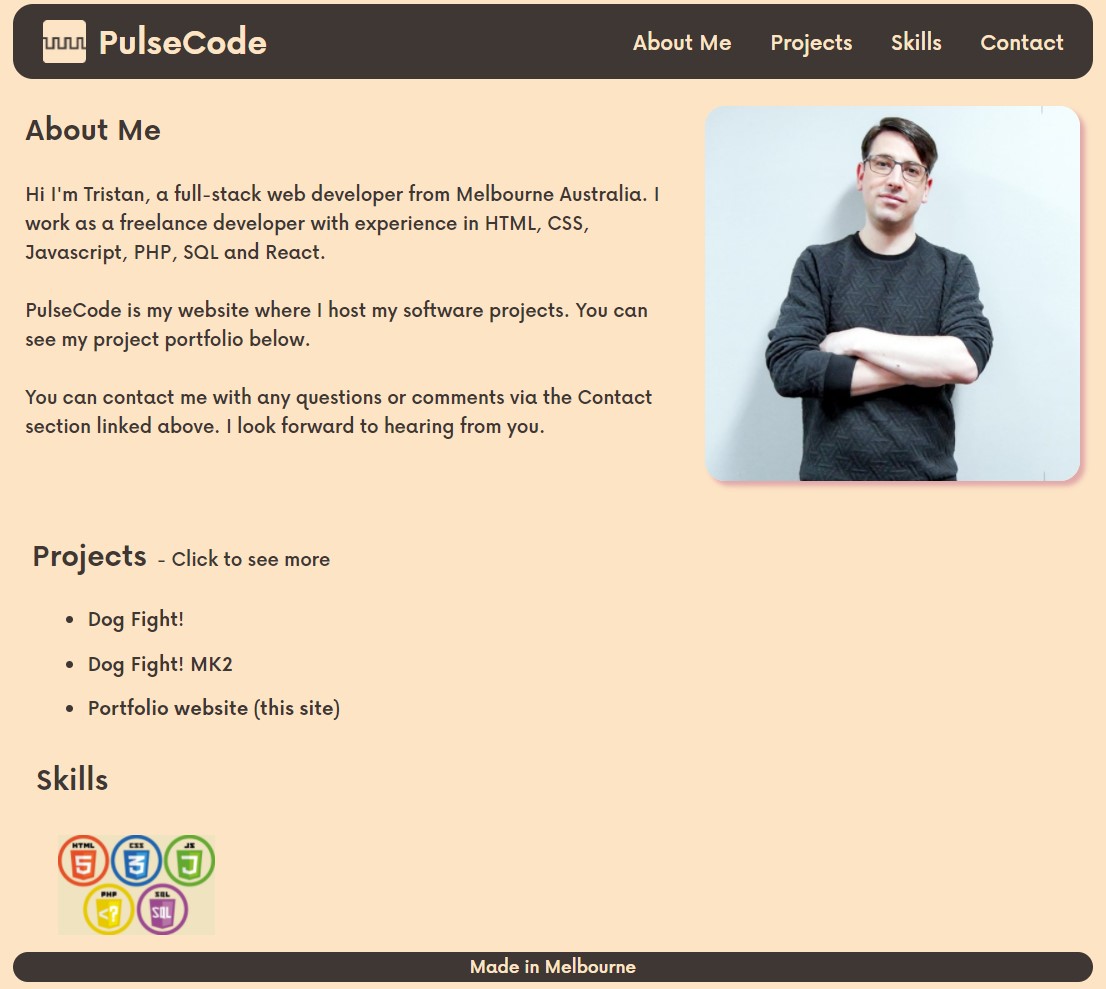 PulseCode
About Me Projects Skills Contact
About Me
Hi I'm Tristan, a full-stack web developer from Melbourne Australia. I
work as a freelance developer with experience in HTML, CSS,
Javascript, PHP, SQL and React.
PulseCode is my website where I host my software projects. You can
see my project portfolio below.
You can contact me with any questions or comments via the Contact
section linked above. I look forward to hearing from you.
Projects - Click to see more
• Dog Fight!
• Dog Fight! MK2
• Portfolio website (this site)
Skills
HTML CSS JS
5 3 J
PHP SQL
<? SQL
Made in Melbourne